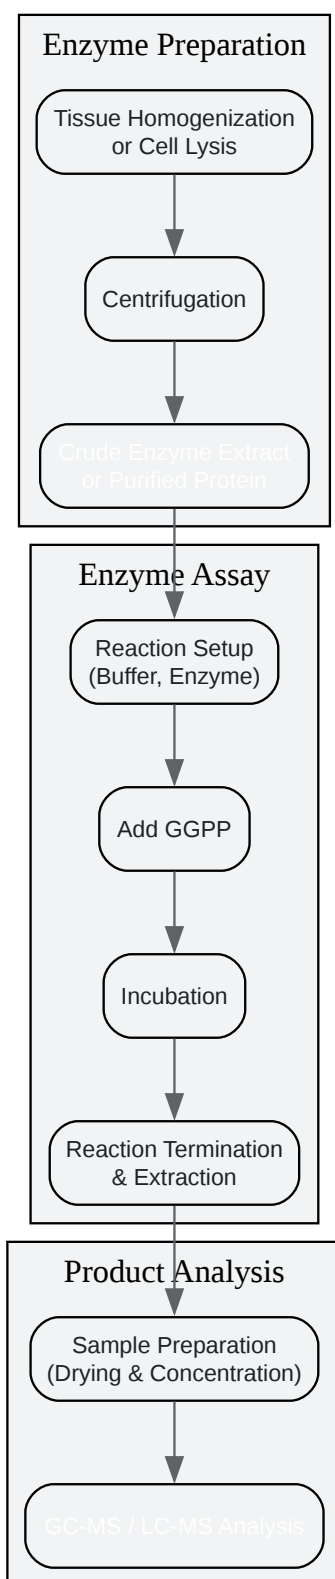 Enzyme Preparation
Tissue Homogenization
or Cell Lysis
Centrifugation
Crude Enzyme Extract
or Purified Protein
Enzyme Assay
Reaction Setup
(Buffer, Enzyme)
Add GGPP
Incubation
Reaction Termination
& Extraction
Product Analysis
Sample Preparation
(Drying & Concentration)
GC-MS / LC-MS Analysis